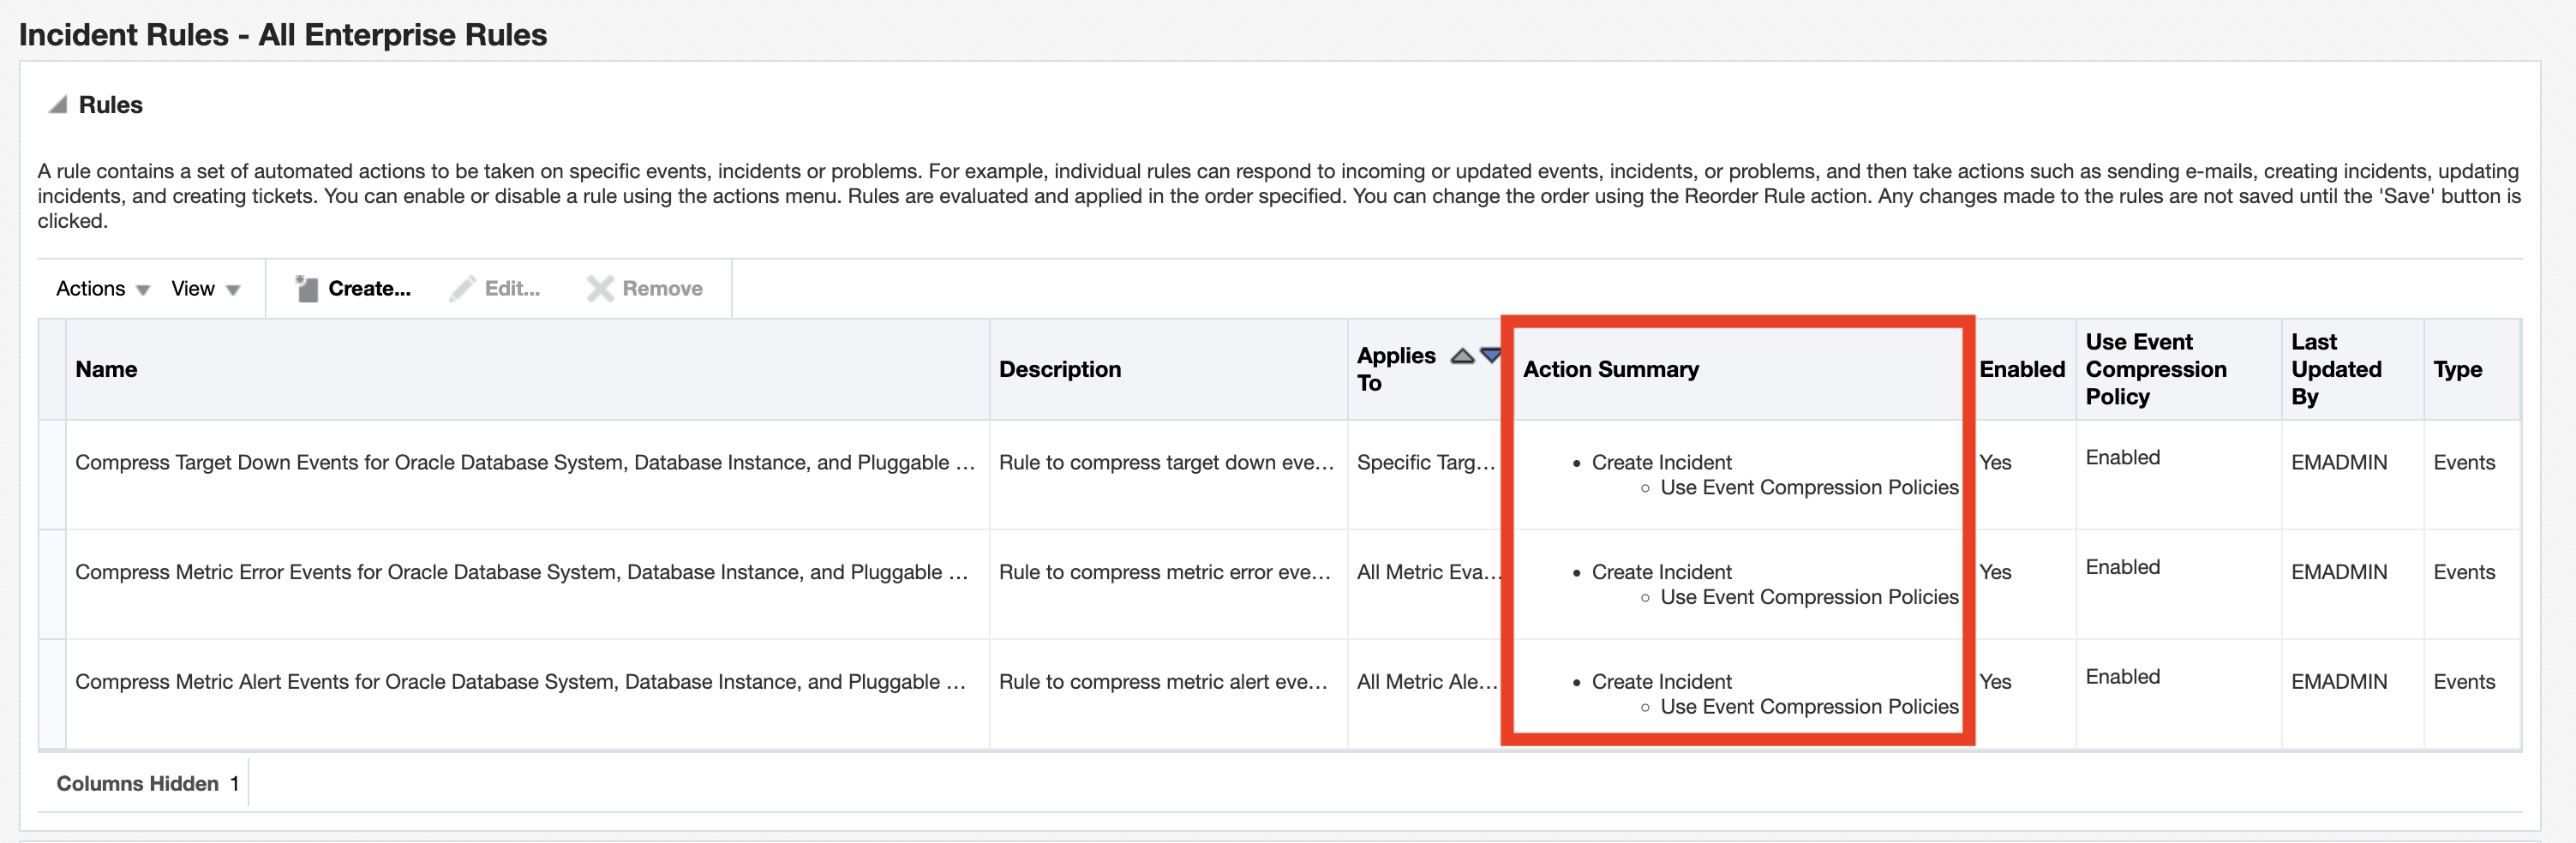 Incident Rules - All Enterprise Rules
Rules
A rule contains a set of automated actions to be taken on specific events, incidents or problems. For example, individual rules can respond to incoming or updated events, incidents, or problems, and then take actions such as sending e-mails, creating incidents, updating
incidents, and creating tickets. You can enable or disable a rule using the actions menu. Rules are evaluated and applied in the order specified. You can change the order using the Reorder Rule action. Any changes made to the rules are not saved until the 'Save' button is
clicked.
Actions View Create... Edit... Remove
Name Description Applies To Action Summary Enabled Use Event Compression Policy Last Updated By Type
Compress Target Down Events for Oracle Database System, Database Instance, and Pluggable ... Rule to compress target down eve... Specific Targ... • Create Incident Yes Enabled EMADMIN Events
○ Use Event Compression Policies
Compress Metric Error Events for Oracle Database System, Database Instance, and Pluggable ... Rule to compress metric error eve... All Metric Eva... • Create Incident Yes Enabled EMADMIN Events
○ Use Event Compression Policies
Compress Metric Alert Events for Oracle Database System, Database Instance, and Pluggable ... Rule to compress metric alert eve... All Metric Ale... • Create Incident Yes Enabled EMADMIN Events
○ Use Event Compression Policies
Columns Hidden 1